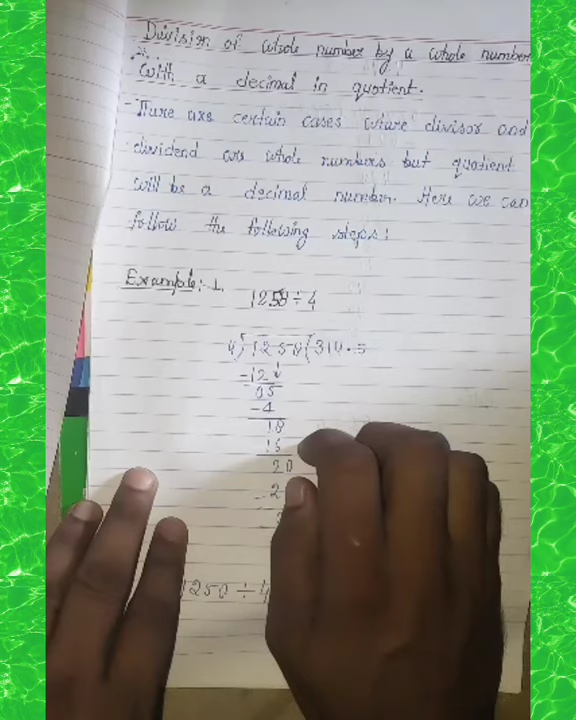 Division of whole number by a whole number
with a decimal in quotient.
There are certain cases where divisor and
dividend are whole numbers but quotient
will be a decimal number. Here we can
follow the following steps:
Example:- 1.
1258 ÷ 4
4) 1258 (314.5
-12
05
-4
18
16
20
-2
1258 ÷ 4